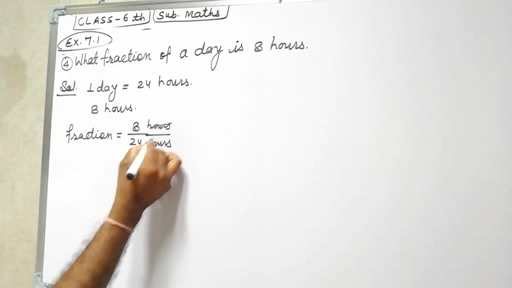 CLASS-6th Sub. Maths
Ex. 7.1
④ What fraction of a day is 8 hours.
Sol. 1 day = 24 hours.
8 hours.
fraction = 8 hours
24